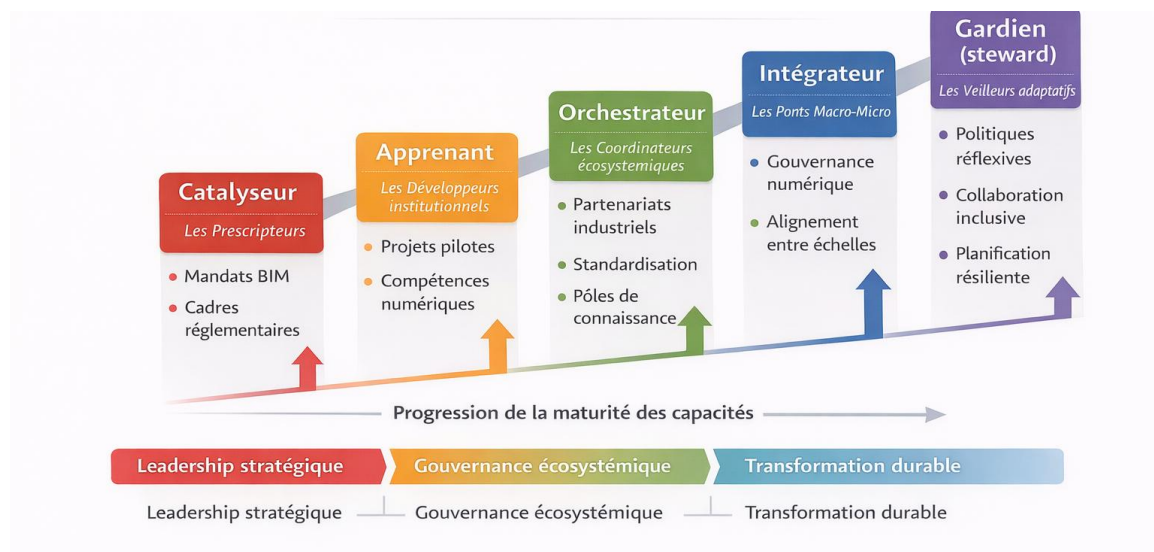 Catalyseur
Les Prescripteurs
Mandats BIM
Cadres
réglementaires
Apprenant
Les Développeurs
institutionnels
Projets pilotes
Compétences
numériques
Orchestrateur
Les Coordinateurs
écosystemiques
Partenariats
industriels
Standardisation
Pôles de
connaissance
Intégrateur
Les Ponts Macro-Micro
Gouvernance
numérique
Alignement
entre échelles
Gardien
(steward)
Les Veilleurs adaptatifs
Politiques
réflexives
Collaboration
inclusive
Planification
résiliente
Progression de la maturité des capacités
Leadership stratégique
Gouvernance écosystémique
Transformation durable
Leadership stratégique
Gouvernance écosystémique
Transformation durable